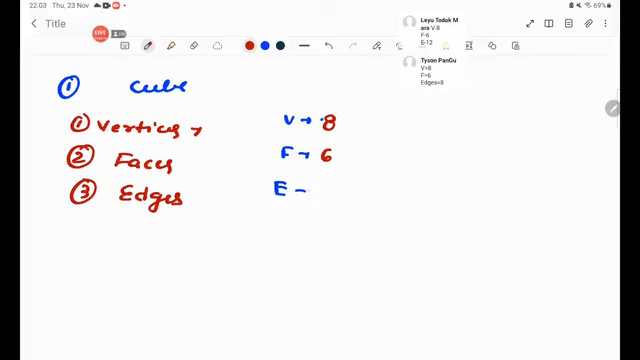 22:03 Thu, 23 Nov
69%
Title
LIVE
Leyu Todak M
ara V-8
F-6
E-12
Tyson PanGu
V=8
F=6
Edges=8
① Cube
① Vertices
② Faces
③ Edges
V → 8
F → 6
E -